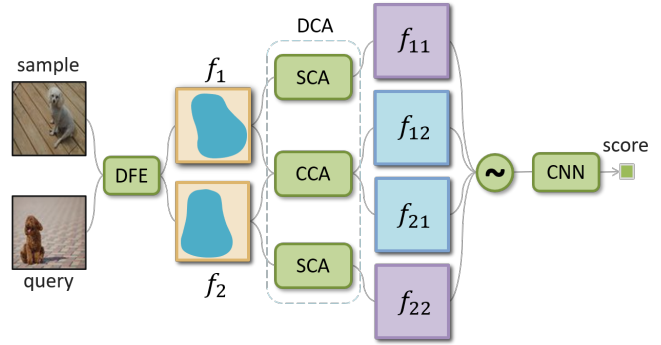 DCA
sample
f₁
SCA
f₁₁
DFE
CCA
f₁₂
f₂₁
~
CNN
score
query
f₂
SCA
f₂₂